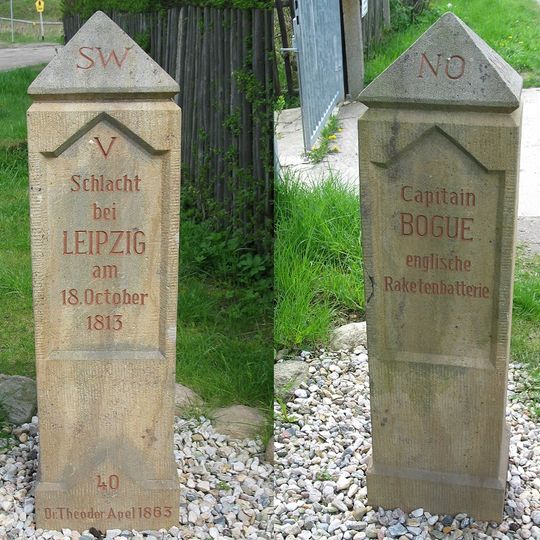 SW
V
Schlacht
bei
LEIPZIG
am
18. October
1813
40
Dr. Theodor Apel 1863
NO
Capitain
BOGUE
englische
Raketenbatterie